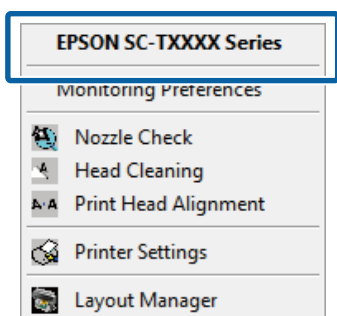 EPSON SC-TXXXX Series
Monitoring Preferences
Nozzle Check
Head Cleaning
A·A Print Head Alignment
Printer Settings
Layout Manager